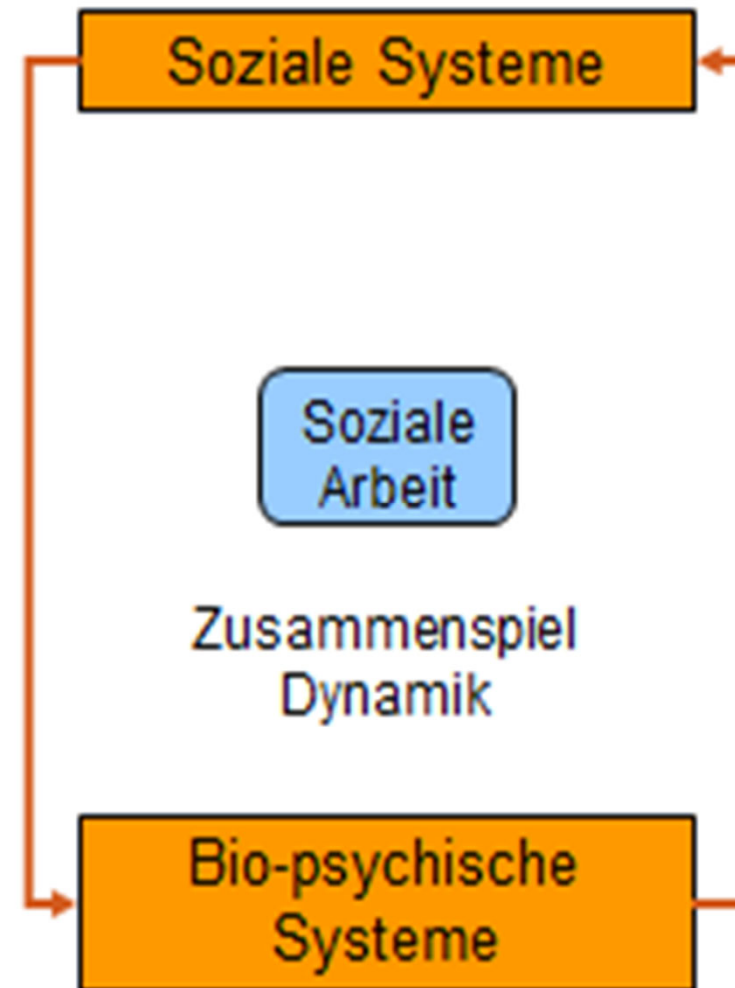 Soziale Systeme
Soziale
Arbeit
Zusammenspiel
Dynamik
Bio-psychische
Systeme